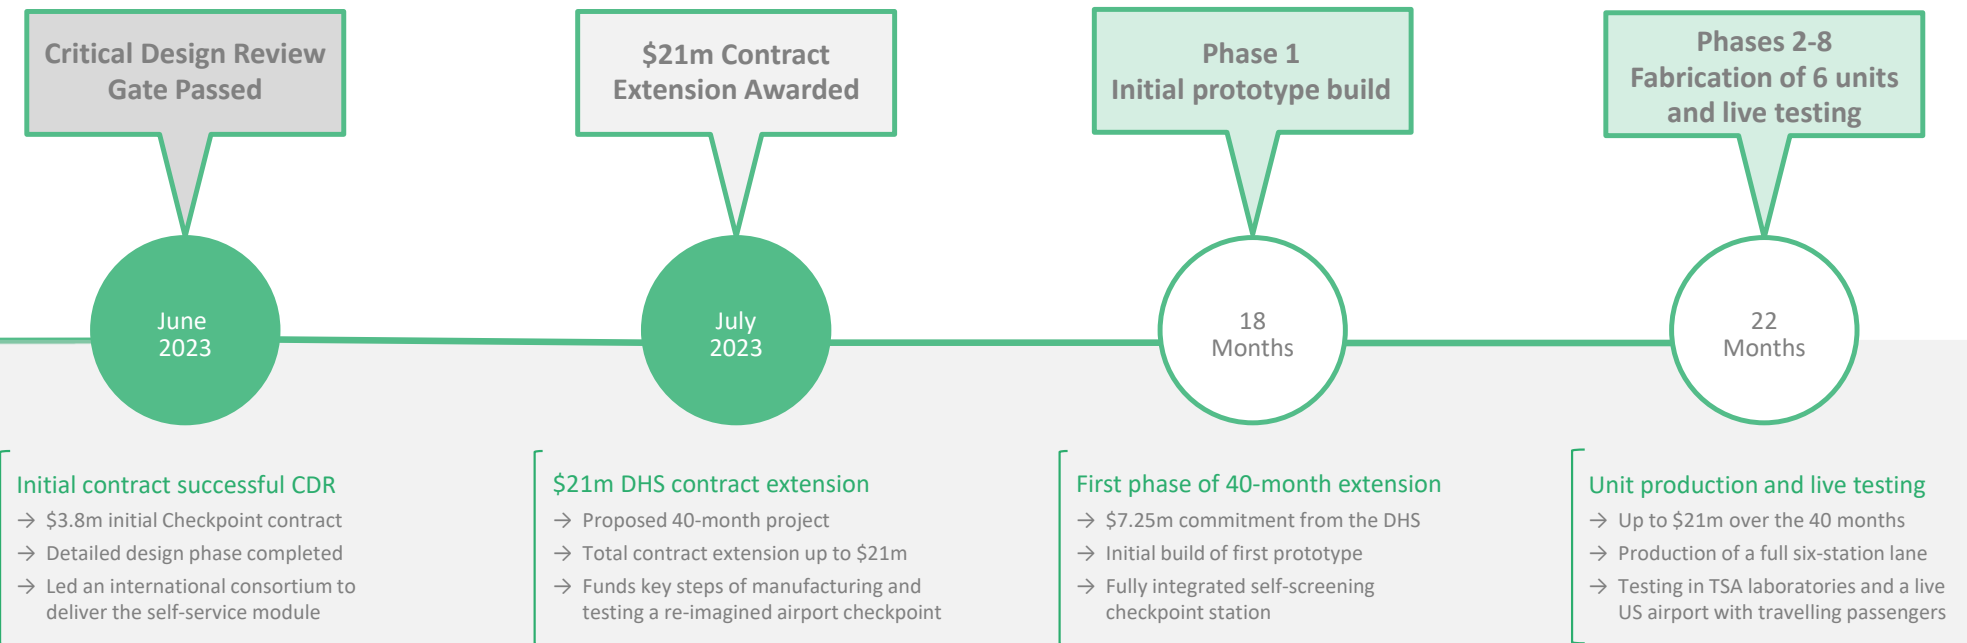 Critical Design Review
Gate Passed
$21m Contract
Extension Awarded
Phase 1
Initial prototype build
Phases 2-8
Fabrication of 6 units
and live testing
June
2023
July
2023
18
Months
22
Months
Initial contract successful CDR
→ $3.8m initial Checkpoint contract
→ Detailed design phase completed
→ Led an international consortium to
deliver the self-service module
$21m DHS contract extension
→ Proposed 40-month project
→ Total contract extension up to $21m
→ Funds key steps of manufacturing and
testing a re-imagined airport checkpoint
First phase of 40-month extension
→ $7.25m commitment from the DHS
→ Initial build of first prototype
→ Fully integrated self-screening
checkpoint station
Unit production and live testing
→ Up to $21m over the 40 months
→ Production of a full six-station lane
→ Testing in TSA laboratories and a live
US airport with travelling passengers